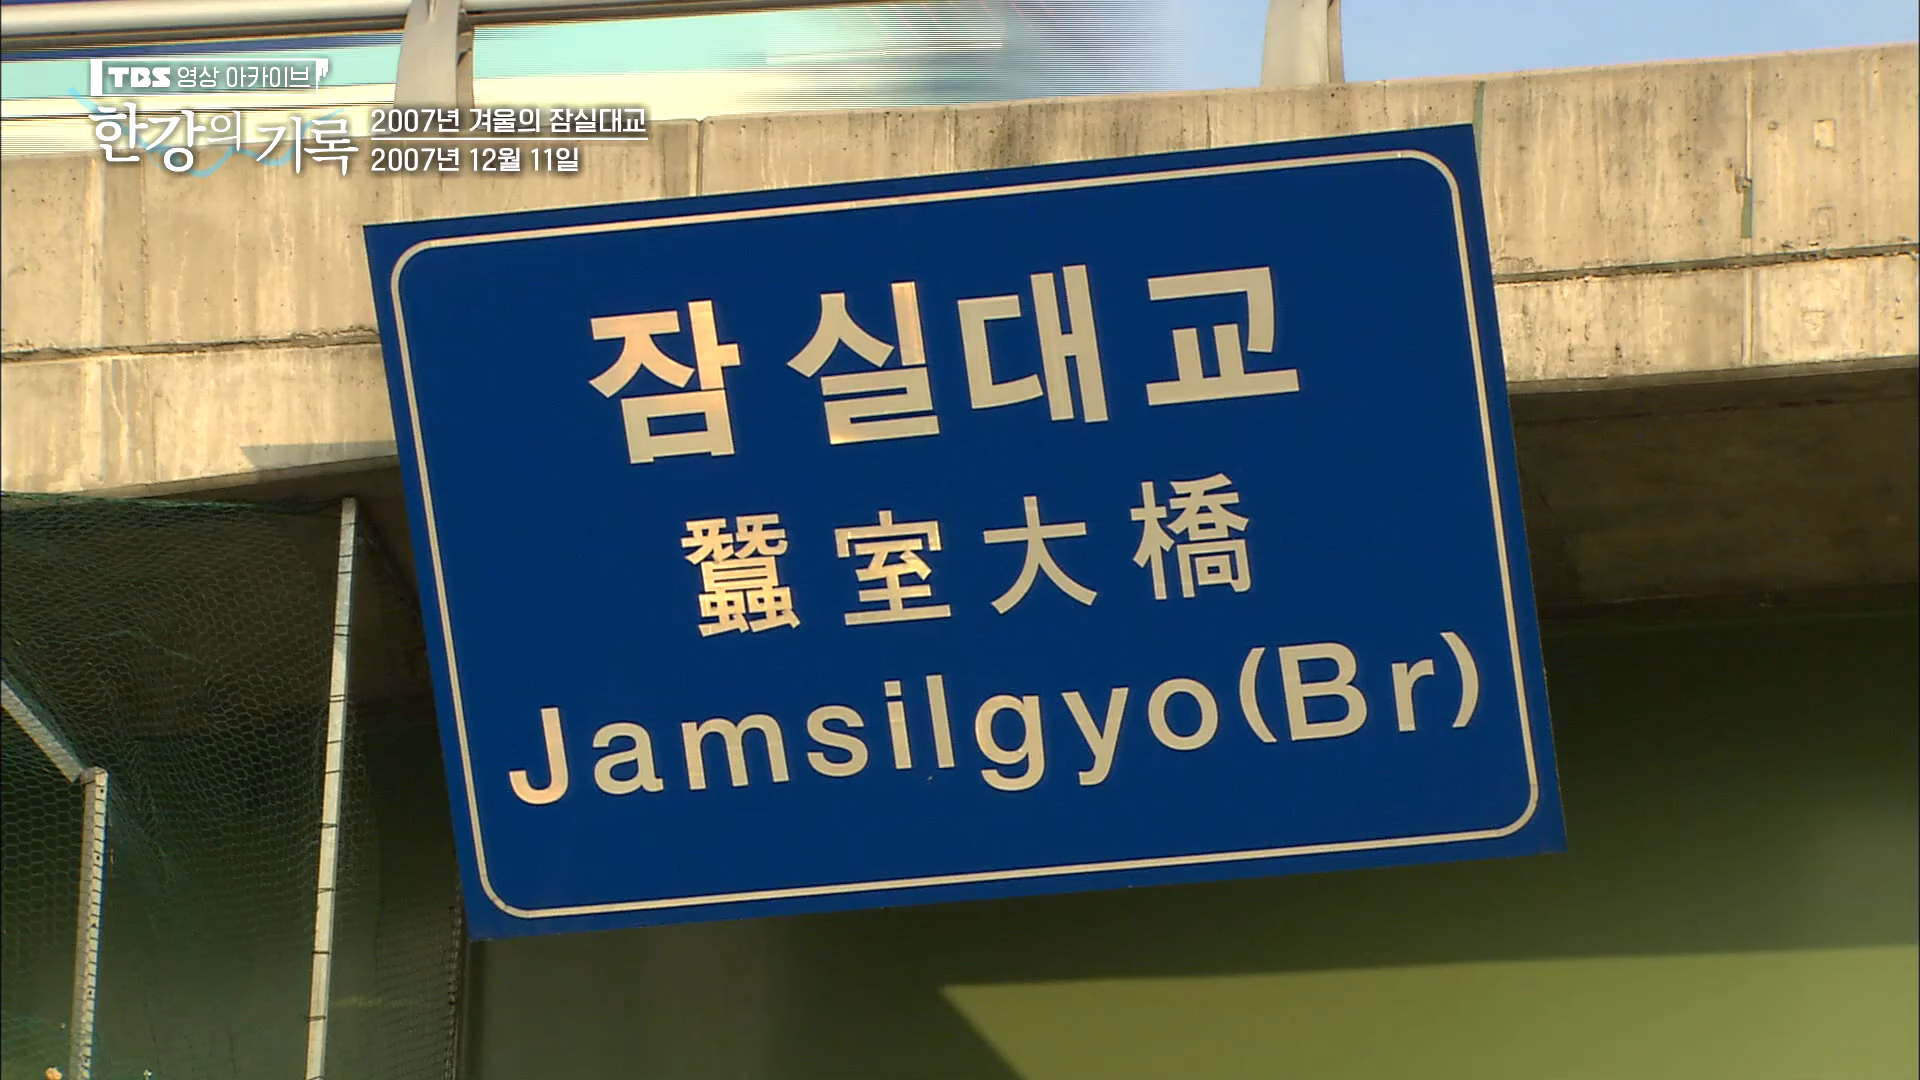 TBS 영상 아카이브
한강의 기록
2007년 겨울의 잠실대교
2007년 12월 11일
잠실대교
蠶室大橋
Jamsilgyo(Br)